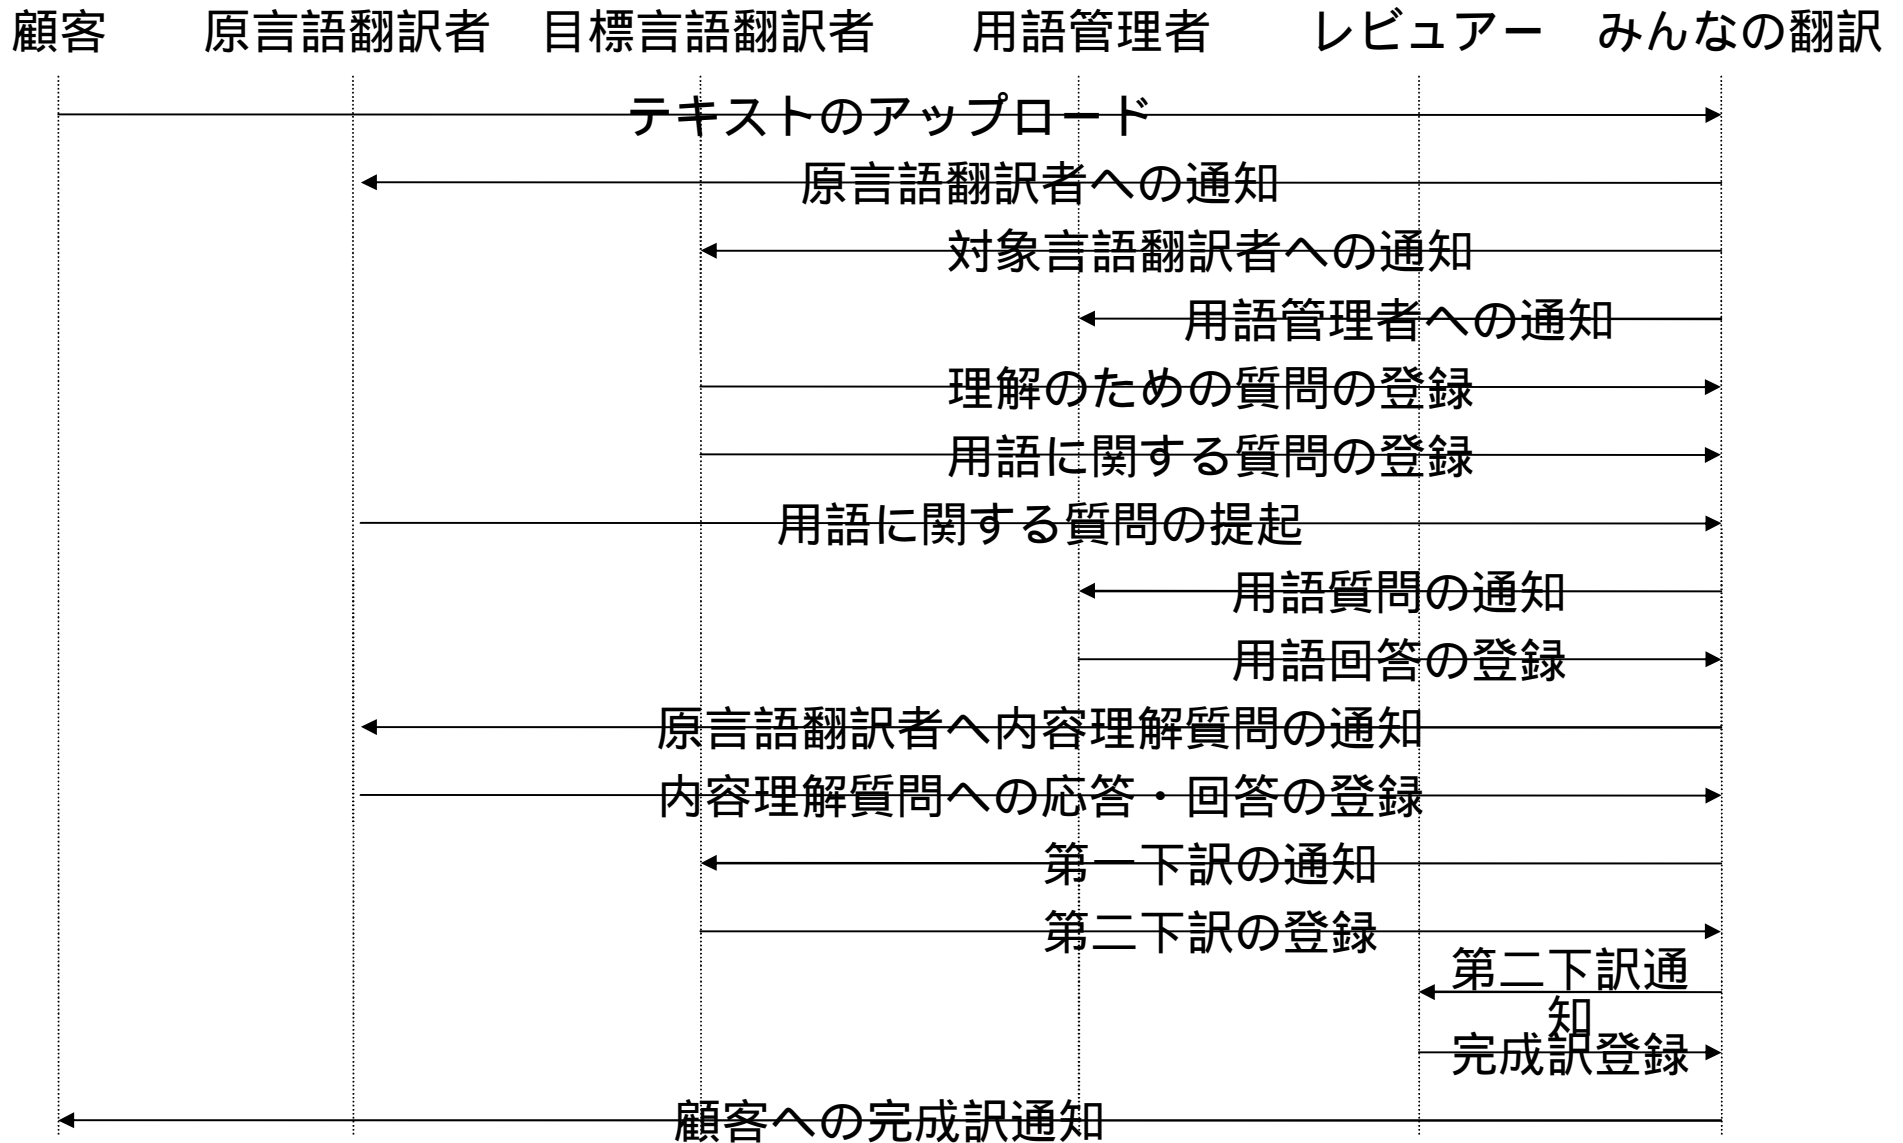 顧客
原言語翻訳者
目標言語翻訳者
用語管理者
レビュアー
みんなの翻訳
テキストのアップロード
原言語翻訳者への通知
対象言語翻訳者への通知
用語管理者への通知
理解のための質問の登録
用語に関する質問の登録
用語に関する質問の提起
用語質問の通知
用語回答の登録
原言語翻訳者へ内容理解質問の通知
内容理解質問への応答・回答の登録
第一下訳の通知
第二下訳の登録
第二下訳通
知
完成訳登録
顧客への完成訳通知